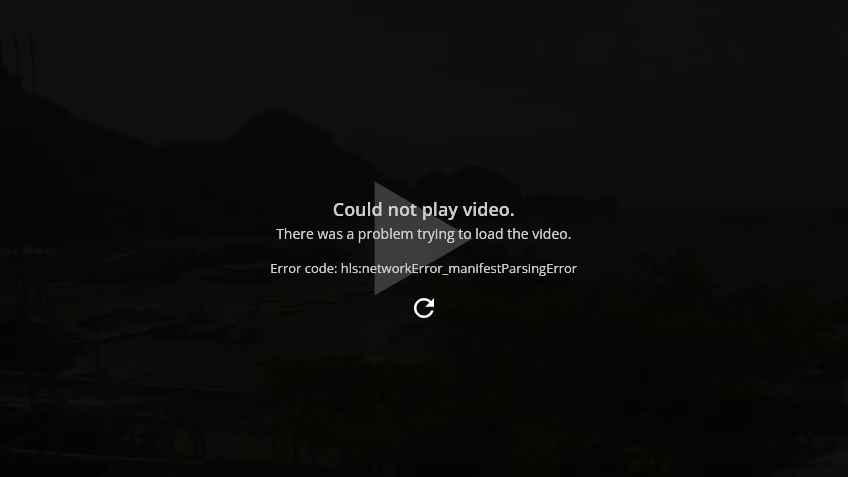 Could not play video.
There was a problem trying to load the video.
Error code: hls:networkError_manifestParsingError